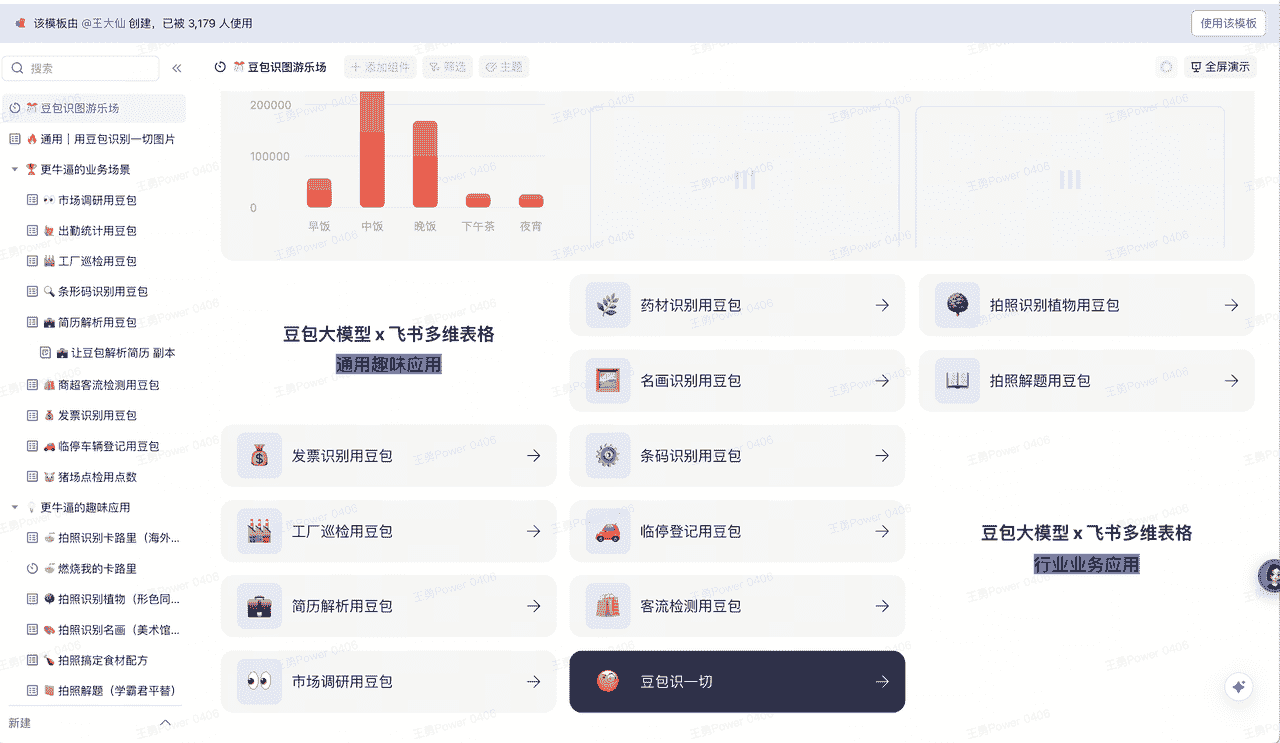 该模板由 @王大仙 创建，已被 3,179 人使用
使用该模板
搜索
豆包识图游乐场
添加组件
筛选
主题
全屏演示
豆包识图游乐场
通用｜用豆包识别一切图片
更牛逼的业务场景
市场调研用豆包
出勤统计用豆包
工厂巡检用豆包
条形码识别用豆包
简历解析用豆包
让豆包解析简历 副本
商超客流检测用豆包
发票识别用豆包
临停车辆登记用豆包
猪场点检用点数
更牛逼的趣味应用
拍照识别卡路里（海外...
燃烧我的卡路里
拍照识别植物（形色同...
拍照识别名画（美术馆...
拍照搞定食材配方
拍照解题（学霸君平替）
新建
200000
100000
0
早饭 中饭 晚饭 下午茶 夜宵
豆包大模型 x 飞书多维表格
通用趣味应用
药材识别用豆包
拍照识别植物用豆包
名画识别用豆包
拍照解题用豆包
发票识别用豆包
条码识别用豆包
工厂巡检用豆包
临停登记用豆包
豆包大模型 x 飞书多维表格
行业业务应用
简历解析用豆包
客流检测用豆包
市场调研用豆包
豆包识一切
王勇Power 0406